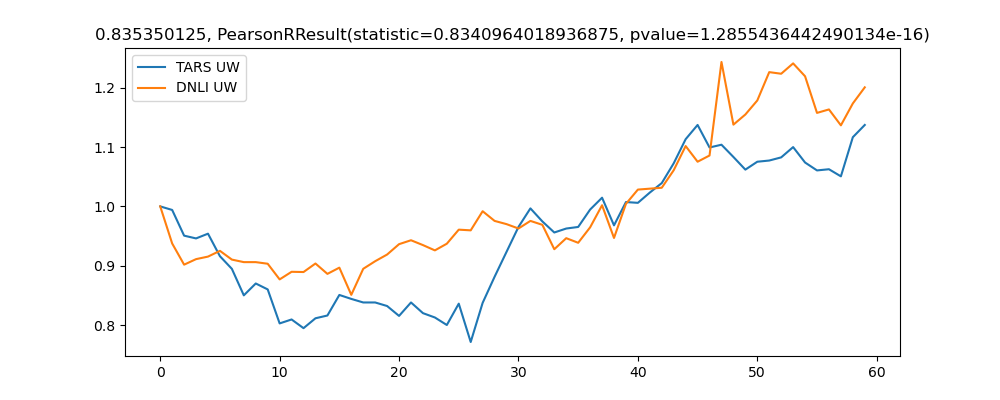 0.835350125, PearsonRResult(statistic=0.8340964018936875, pvalue=1.2855436442490134e-16)
TARS UW
DNLI UW
1.2
1.1
1.0
0.9
0.8
0 10 20 30 40 50 60